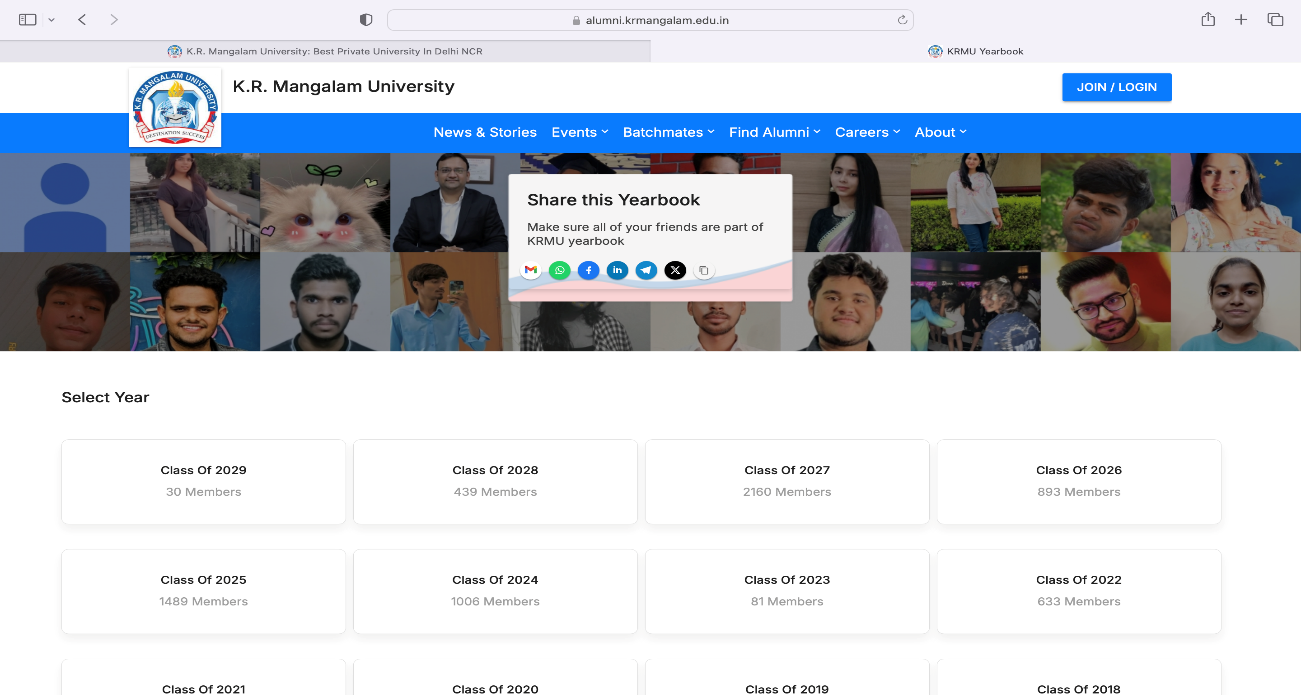 alumni.krmangalam.edu.in
K.R. Mangalam University: Best Private University In Delhi NCR
KRMU Yearbook
K.R. MANGALAM UNIVERSITY
DESTINATION SUCCESS
K.R. Mangalam University
JOIN / LOGIN
News & Stories Events Batchmates Find Alumni Careers About
Share this Yearbook
Make sure all of your friends are part of
KRMU yearbook
Select Year
Class Of 2029 Class Of 2028 Class Of 2027 Class Of 2026
30 Members 439 Members 2160 Members 893 Members
Class Of 2025 Class Of 2024 Class Of 2023 Class Of 2022
1489 Members 1006 Members 81 Members 633 Members
Class Of 2021 Class Of 2020 Class Of 2019 Class Of 2018